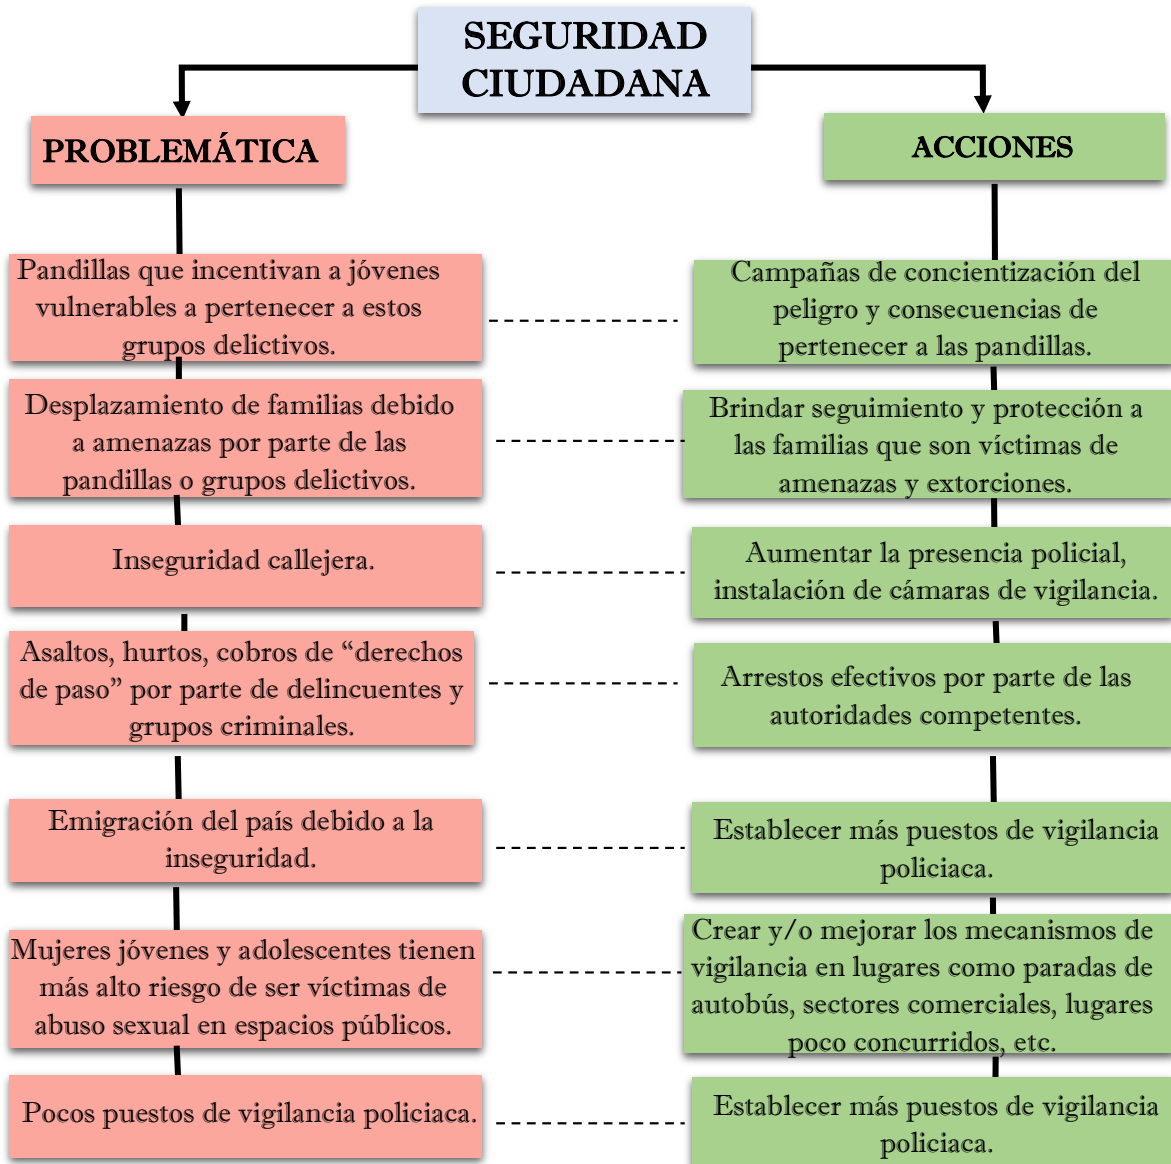 SEGURIDAD
CIUDADANA
PROBLEMÁTICA
ACCIONES
Pandillas que incentivan a jóvenes
vulnerables a pertenecer a estos
grupos delictivos.
Campañas de concientización del
peligro y consecuencias de
pertenecer a las pandillas.
Desplazamiento de familias debido
a amenazas por parte de las
pandillas o grupos delictivos.
Brindar seguimiento y protección a
las familias que son víctimas de
amenazas y extorciones.
Inseguridad callejera.
Aumentar la presencia policial,
instalación de cámaras de vigilancia.
Asaltos, hurtos, cobros de “derechos
de paso” por parte de delincuentes y
grupos criminales.
Arrestos efectivos por parte de las
autoridades competentes.
Emigración del país debido a la
inseguridad.
Establecer más puestos de vigilancia
policiaca.
Mujeres jóvenes y adolescentes tienen
más alto riesgo de ser víctimas de
abuso sexual en espacios públicos.
Crear y/o mejorar los mecanismos de
vigilancia en lugares como paradas de
autobús, sectores comerciales, lugares
poco concurridos, etc.
Pocos puestos de vigilancia policiaca.
Establecer más puestos de vigilancia
policiaca.